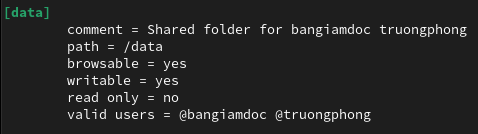 [data]
comment = Shared folder for bangiamdoc truongphong
path = /data
browsable = yes
writable = yes
read only = no
valid users = @bangiamdoc @truongphong